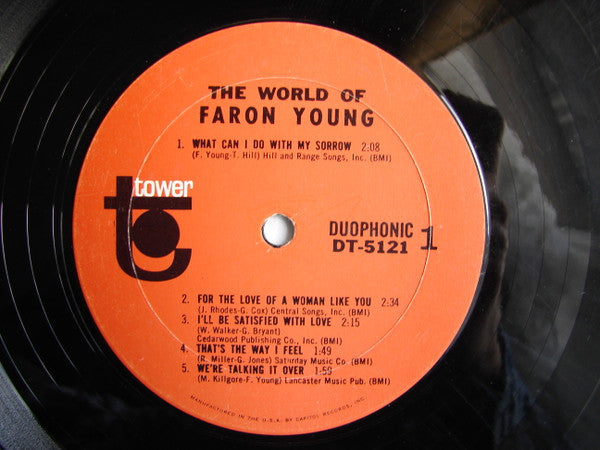 THE WORLD OF
FARON YOUNG
1. WHAT CAN I DO WITH MY SORROW 2:08
(F. Young-T. Hill) Hill and Range Songs, Inc. (BMI)
tower
t
DUOPHONIC
DT-5121 1
2. FOR THE LOVE OF A WOMAN LIKE YOU 2:34
(J. Rhodes-G. Cox) Central Songs, Inc. (BMI)
3. I'LL BE SATISFIED WITH LOVE 2:15
(W. Walker-G. Bryant)
Cedarwood Publishing Co., Inc. (BMI)
4. THAT'S THE WAY I FEEL 1:49
(R. Miller-G. Jones) Saturday Music Co. (BMI)
5. WE'RE TALKING IT OVER 1:59
(M. Killgore-F. Young) Lancaster Music Pub. (BMI)
MANUFACTURED IN THE U.S.A. BY CAPITOL RECORDS, INC.